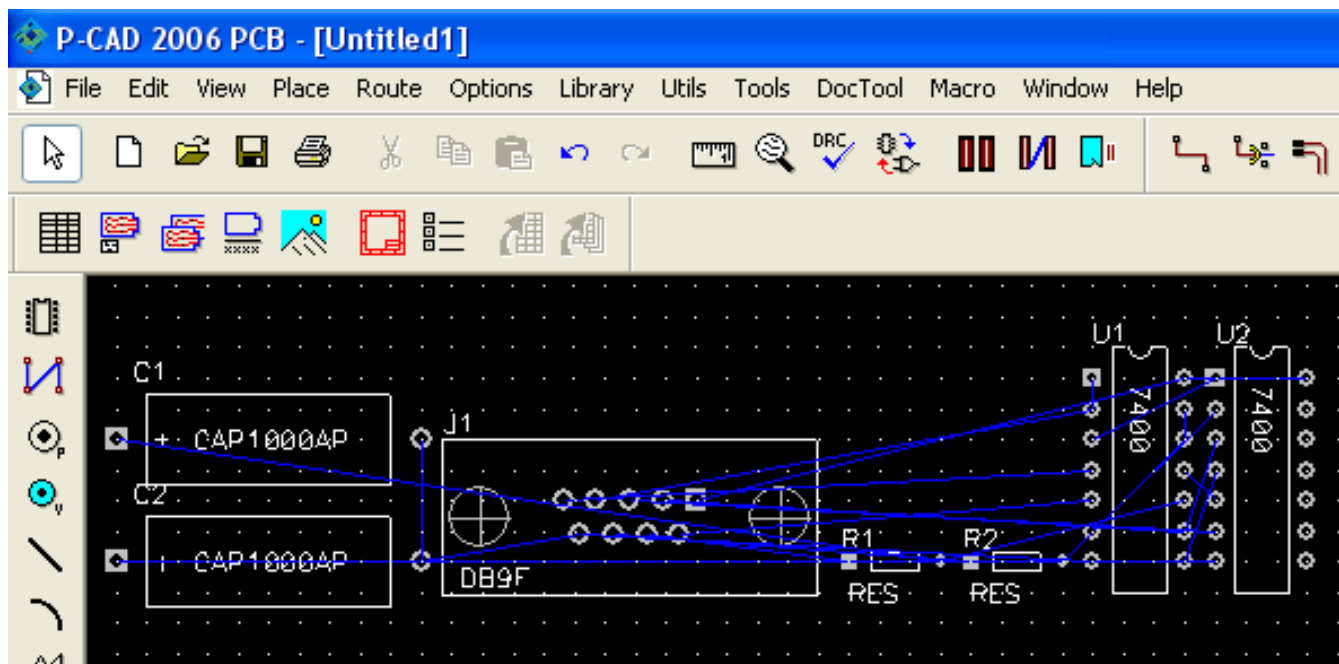 P-CAD 2006 PCB - [Untitled1]
File Edit View Place Route Options Library Utils Tools DocTool Macro Window Help
DRC
xxxx
P
V
U1 U2
C1
7400 7400
J1
+ CAP1000AP
C2
CAP1000AP
R1 R2
DB9F
RES RES